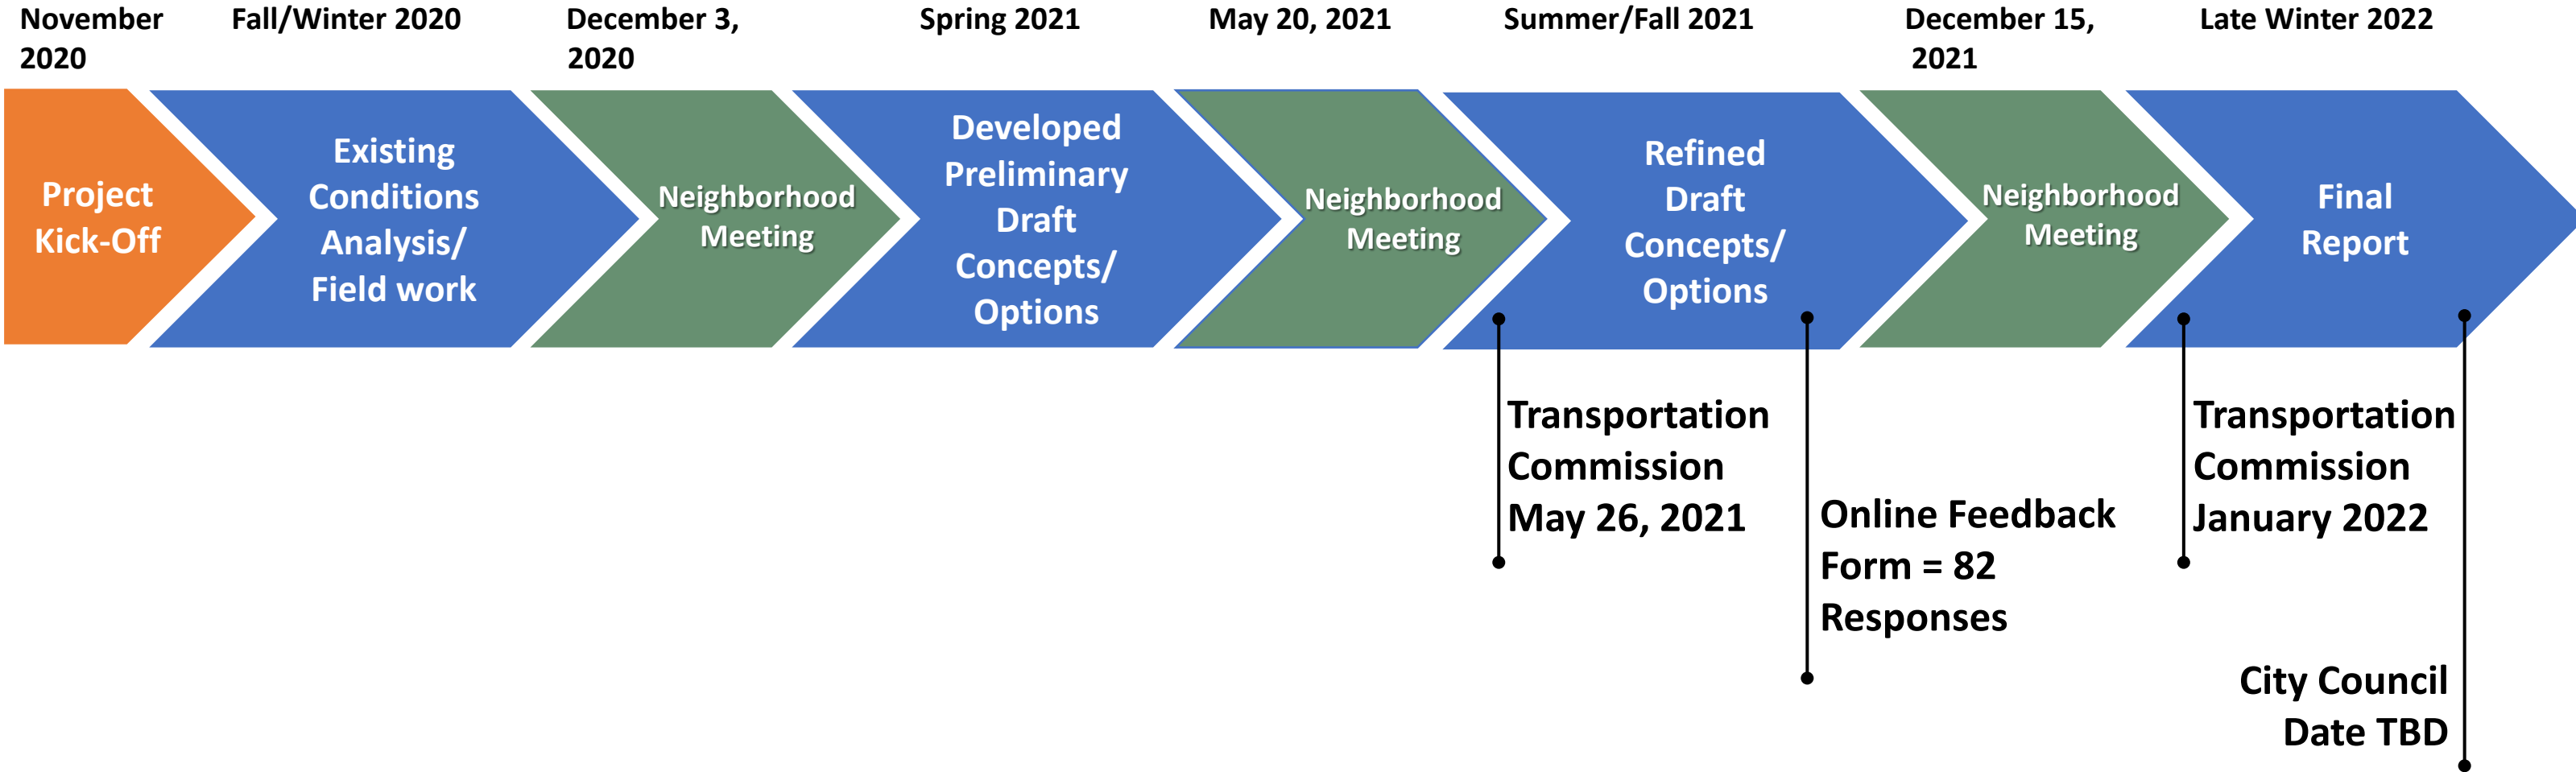 November
2020
Fall/Winter 2020
December 3,
2020
Spring 2021
May 20, 2021
Summer/Fall 2021
December 15,
2021
Late Winter 2022
Project
Kick-Off
Existing
Conditions
Analysis/
Field work
Neighborhood
Meeting
Developed
Preliminary
Draft
Concepts/
Options
Neighborhood
Meeting
Refined
Draft
Concepts/
Options
Neighborhood
Meeting
Final
Report
Transportation
Commission
May 26, 2021
Online Feedback
Form = 82
Responses
Transportation
Commission
January 2022
City Council
Date TBD